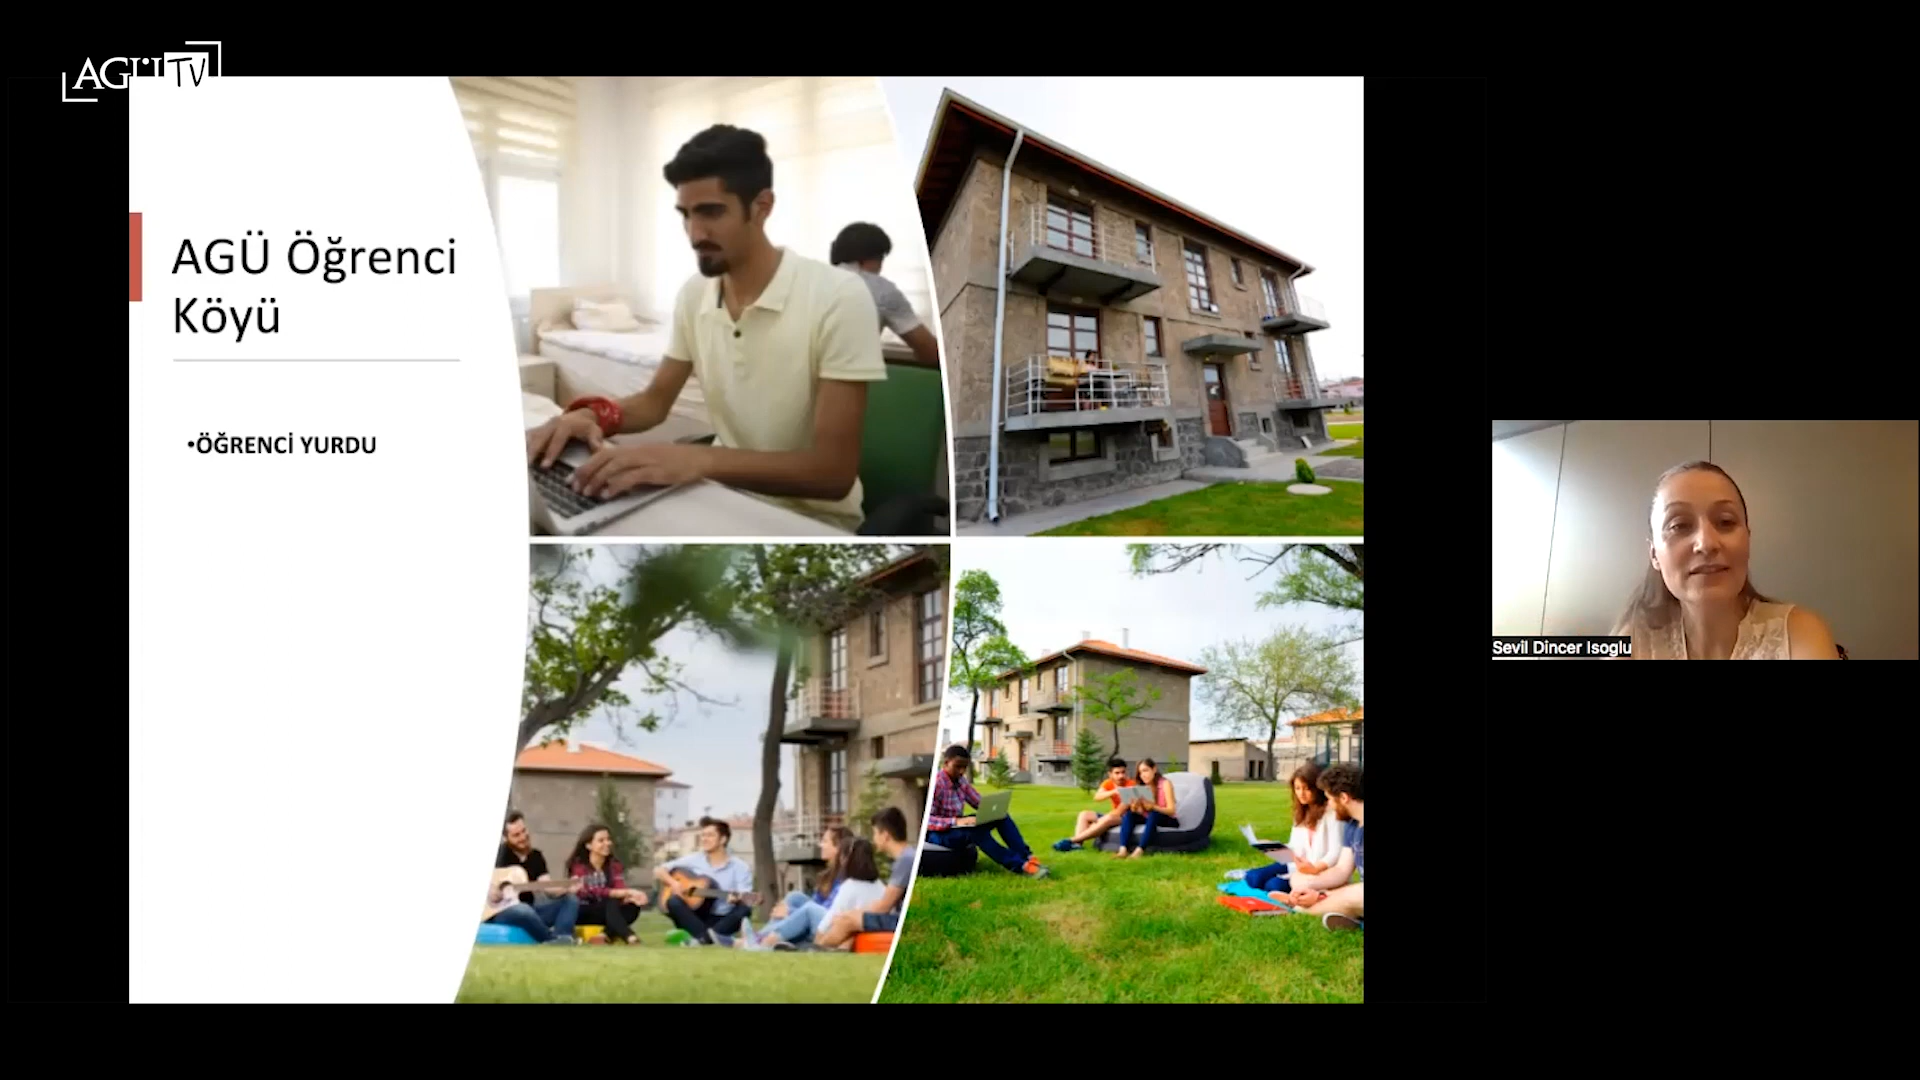 AGÜ TV
AGÜ Öğrenci
Köyü
•ÖĞRENCİ YURDU
Sevil Dincer Isoglu